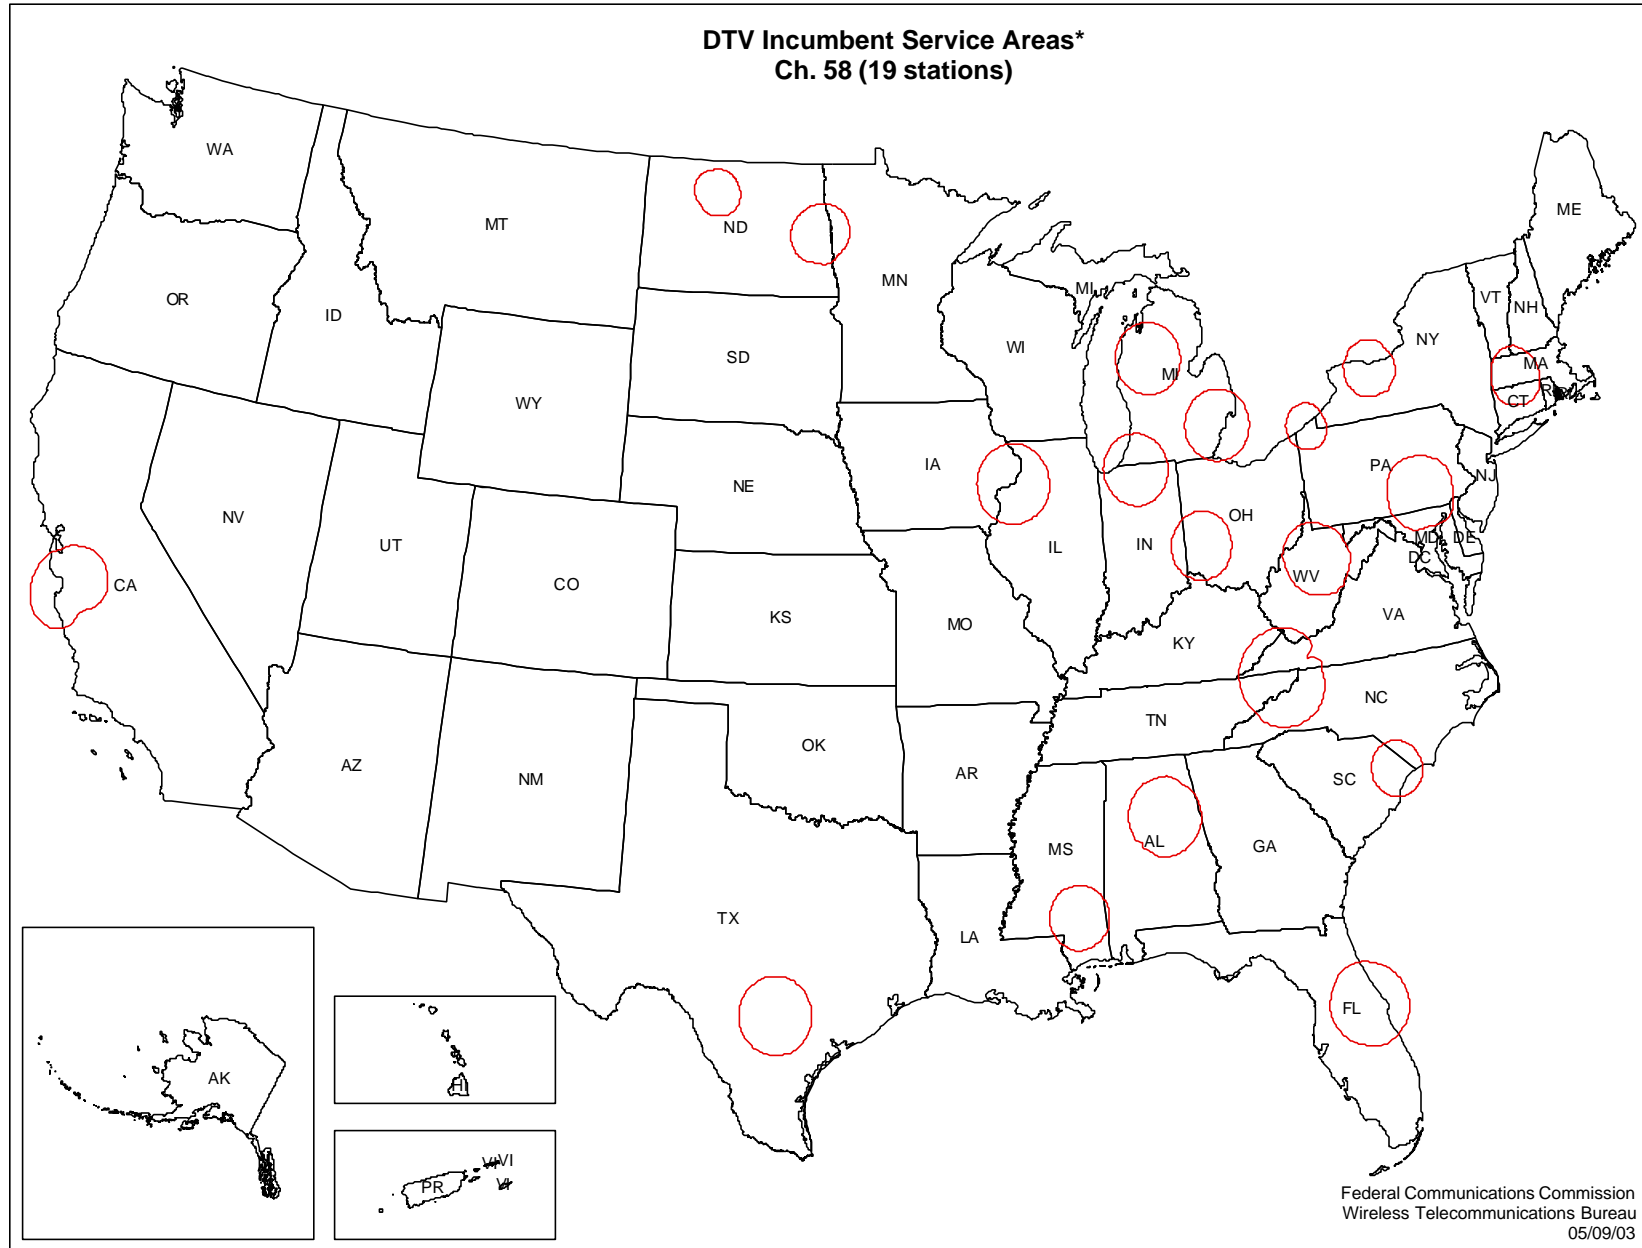 DTV Incumbent Service Areas*
Ch. 58 (19 stations)
WA
MT
ND
MN
ME
OR
ID
MI
VT
NH
NY
SD
WI
MI
MA
WY
CT
IA
PA
NJ
NE
OH
NV
UT
IL
IN
MD
DE
DC
CA
CO
WV
KS
MO
VA
KY
NC
TN
OK
AZ
NM
AR
SC
AL
GA
MS
TX
LA
FL
AK
HI
VI
VI
VI
PR
Federal Communications Commission
Wireless Telecommunications Bureau
05/09/03